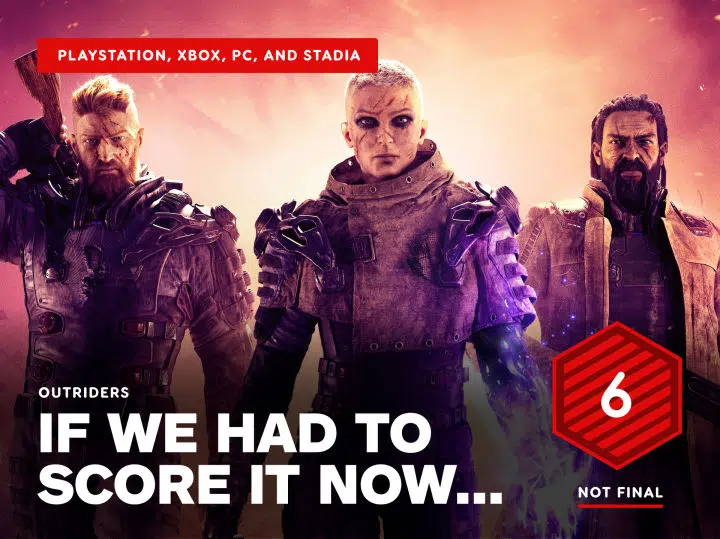 PLAYSTATION, XBOX, PC, AND STADIA
OUTRIDERS
IF WE HAD TO
SCORE IT NOW...
6
NOT FINAL